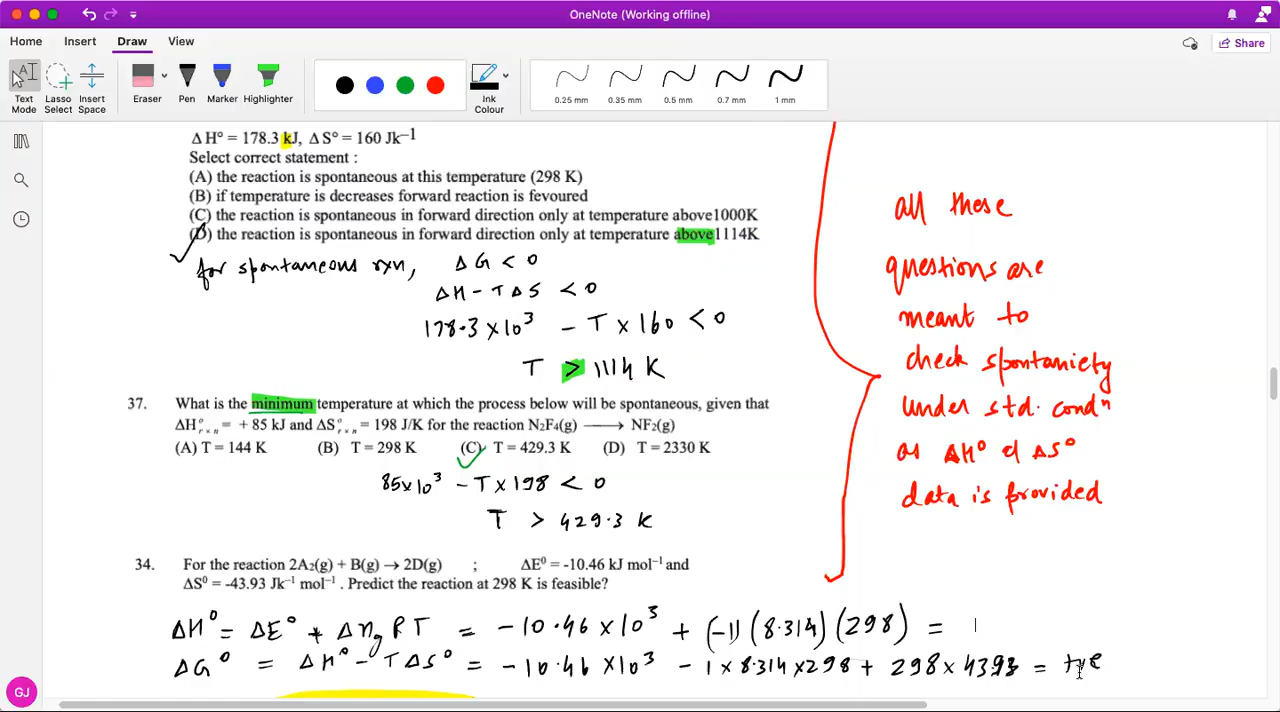 OneNote (Working offline)
Home Insert Draw View
Share
Text Mode
Lasso Select
Insert Space
Eraser
Pen
Marker
Highlighter
Ink Colour
0.25 mm 0.35 mm 0.5 mm 0.7 mm 1 mm
Δ H° = 178.3 kJ, Δ S° = 160 Jk⁻¹
Select correct statement :
(A) the reaction is spontaneous at this temperature (298 K)
(B) if temperature is decreases forward reaction is fevoured
(C) the reaction is spontaneous in forward direction only at temperature above1000K
(D) the reaction is spontaneous in forward direction only at temperature above1114K
for spontaneous rxn, ΔG < 0
ΔH - TΔS < 0
178.3 x10³ - T x 160 < 0
T > 1114 K
37. What is the minimum temperature at which the process below will be spontaneous, given that
ΔH°r×n = + 85 kJ and ΔS°r×n = 198 J/K for the reaction N₂F₄(g) ⟶ NF₂(g)
(A) T = 144 K (B) T = 298 K (C) T = 429.3 K (D) T = 2330 K
85x10³ - T x 198 < 0
T > 429.3 K
34. For the reaction 2A₂(g) + B(g) → 2D(g) ; ΔE⁰ = -10.46 kJ mol⁻¹ and
ΔS⁰ = -43.93 Jk⁻¹ mol⁻¹ . Predict the reaction at 298 K is feasible?
ΔH° = ΔE° + Δng RT = -10.46 x10³ + (-1)(8.314)(298) =
ΔG° = ΔH° - TΔS° = -10.46 x10³ - 1 x 8.314 x298 + 298 x 43.93 = +ve
all these
questions are
meant to
check spontaniety
under std. condⁿ
as ΔH° & ΔS°
data is provided
GJ